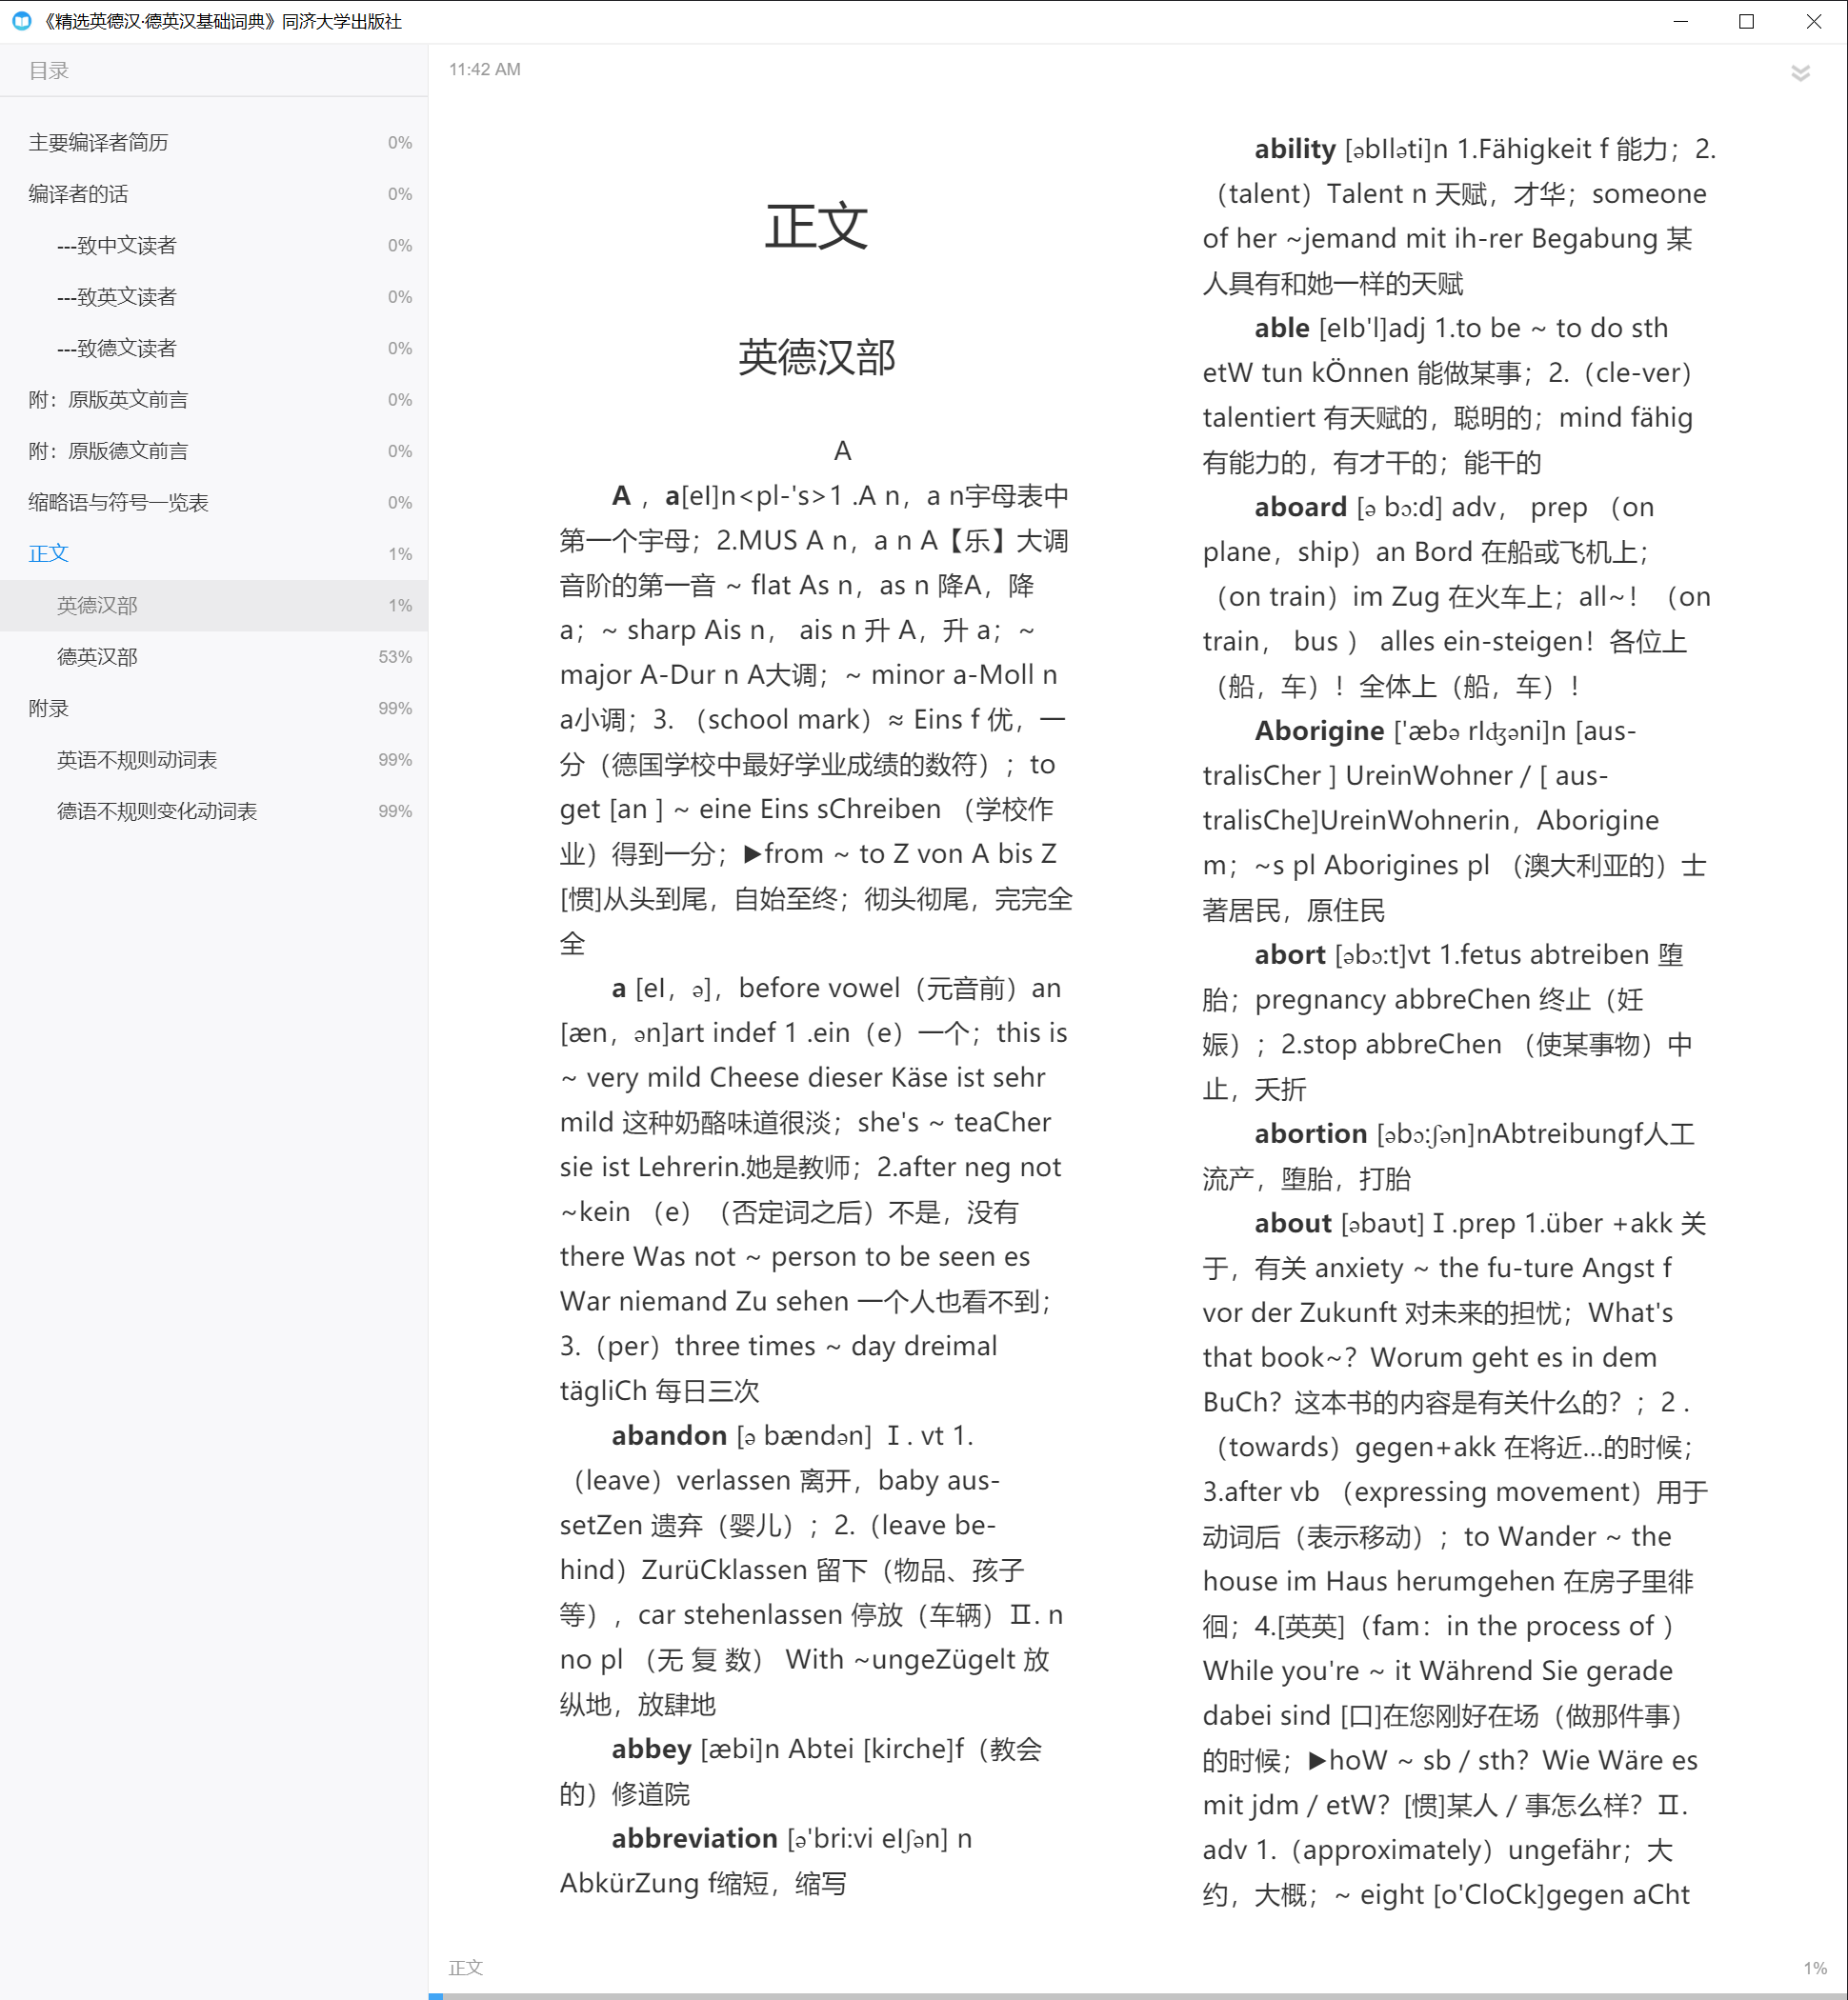 《精选英德汉·德英汉基础词典》同济大学出版社
目录
主要编译者简历 0%
编译者的话 0%
---致中文读者 0%
---致英文读者 0%
---致德文读者 0%
附：原版英文前言 0%
附：原版德文前言 0%
缩略语与符号一览表 0%
正文 1%
英德汉部 1%
德英汉部 53%
附录 99%
英语不规则动词表 99%
德语不规则变化动词表 99%
11:42 AM
正文
英德汉部
A
A ，a[eI]n<pl-'s>1 .A n，a n宇母表中
第一个宇母；2.MUS A n，a n A【乐】大调
音阶的第一音 ~ flat As n，as n 降A，降
a；~ sharp Ais n， ais n 升 A，升 a；~
major A-Dur n A大调；~ minor a-Moll n
a小调；3. （school mark）≈ Eins f 优，一
分（德国学校中最好学业成绩的数符）；to
get [an ] ~ eine Eins sChreiben （学校作
业）得到一分；▶from ~ to Z von A bis Z
[惯]从头到尾，自始至终；彻头彻尾，完完全
全
a [eI，ə]，before vowel（元音前）an
[æn，ən]art indef 1 .ein（e）一个；this is
~ very mild Cheese dieser Käse ist sehr
mild 这种奶酪味道很淡；she's ~ teaCher
sie ist Lehrerin.她是教师；2.after neg not
~kein （e）（否定词之后）不是，没有
there Was not ~ person to be seen es
War niemand Zu sehen 一个人也看不到；
3.（per）three times ~ day dreimal
tägliCh 每日三次
abandon [ə bændən] Ⅰ. vt 1.
（leave）verlassen 离开，baby aus-
setZen 遗弃（婴儿）；2.（leave be-
hind）ZurüCklassen 留下（物品、孩子
等），car stehenlassen 停放（车辆）Ⅱ. n
no pl （无 复 数） With ~ungeZügelt 放
纵地，放肆地
abbey [æbi]n Abtei [kirche]f（教会
的）修道院
abbreviation [ə'bri:vi eIʃən] n
AbkürZung f缩短，缩写
ability [əbIləti]n 1.Fähigkeit f 能力；2.
（talent）Talent n 天赋，才华；someone
of her ~jemand mit ih-rer Begabung 某
人具有和她一样的天赋
able [eIb'l]adj 1.to be ~ to do sth
etW tun kÖnnen 能做某事；2.（cle-ver）
talentiert 有天赋的，聪明的；mind fähig
有能力的，有才干的；能干的
aboard [ə bɔ:d] adv， prep （on
plane，ship）an Bord 在船或飞机上；
（on train）im Zug 在火车上；all~！（on
train， bus ） alles ein-steigen！各位上
（船，车）！全体上（船，车）！
Aborigine ['æbə rIʤəni]n [aus-
tralisCher ] UreinWohner / [ aus-
tralisChe]UreinWohnerin，Aborigine
m；~s pl Aborigines pl （澳大利亚的）士
著居民，原住民
abort [əbɔ:t]vt 1.fetus abtreiben 堕
胎；pregnancy abbreChen 终止（妊
娠）；2.stop abbreChen （使某事物）中
止，夭折
abortion [əbɔ:ʃən]nAbtreibungf人工
流产，堕胎，打胎
about [əbaʊt]Ⅰ.prep 1.über +akk 关
于，有关 anxiety ~ the fu-ture Angst f
vor der Zukunft 对未来的担忧；What's
that book~？Worum geht es in dem
BuCh？这本书的内容是有关什么的？；2 .
（towards）gegen+akk 在将近...的时候；
3.after vb （expressing movement）用于
动词后（表示移动）；to Wander ~ the
house im Haus herumgehen 在房子里徘
徊；4.[英英]（fam：in the process of ）
While you're ~ it Während Sie gerade
dabei sind [口]在您刚好在场（做那件事）
的时候；▶hoW ~ sb / sth？Wie Wäre es
mit jdm / etW？[惯]某人 / 事怎么样？Ⅱ.
adv 1.（approximately）ungefähr；大
约，大概；~ eight [o'CloCk]gegen aCht
正文 1%